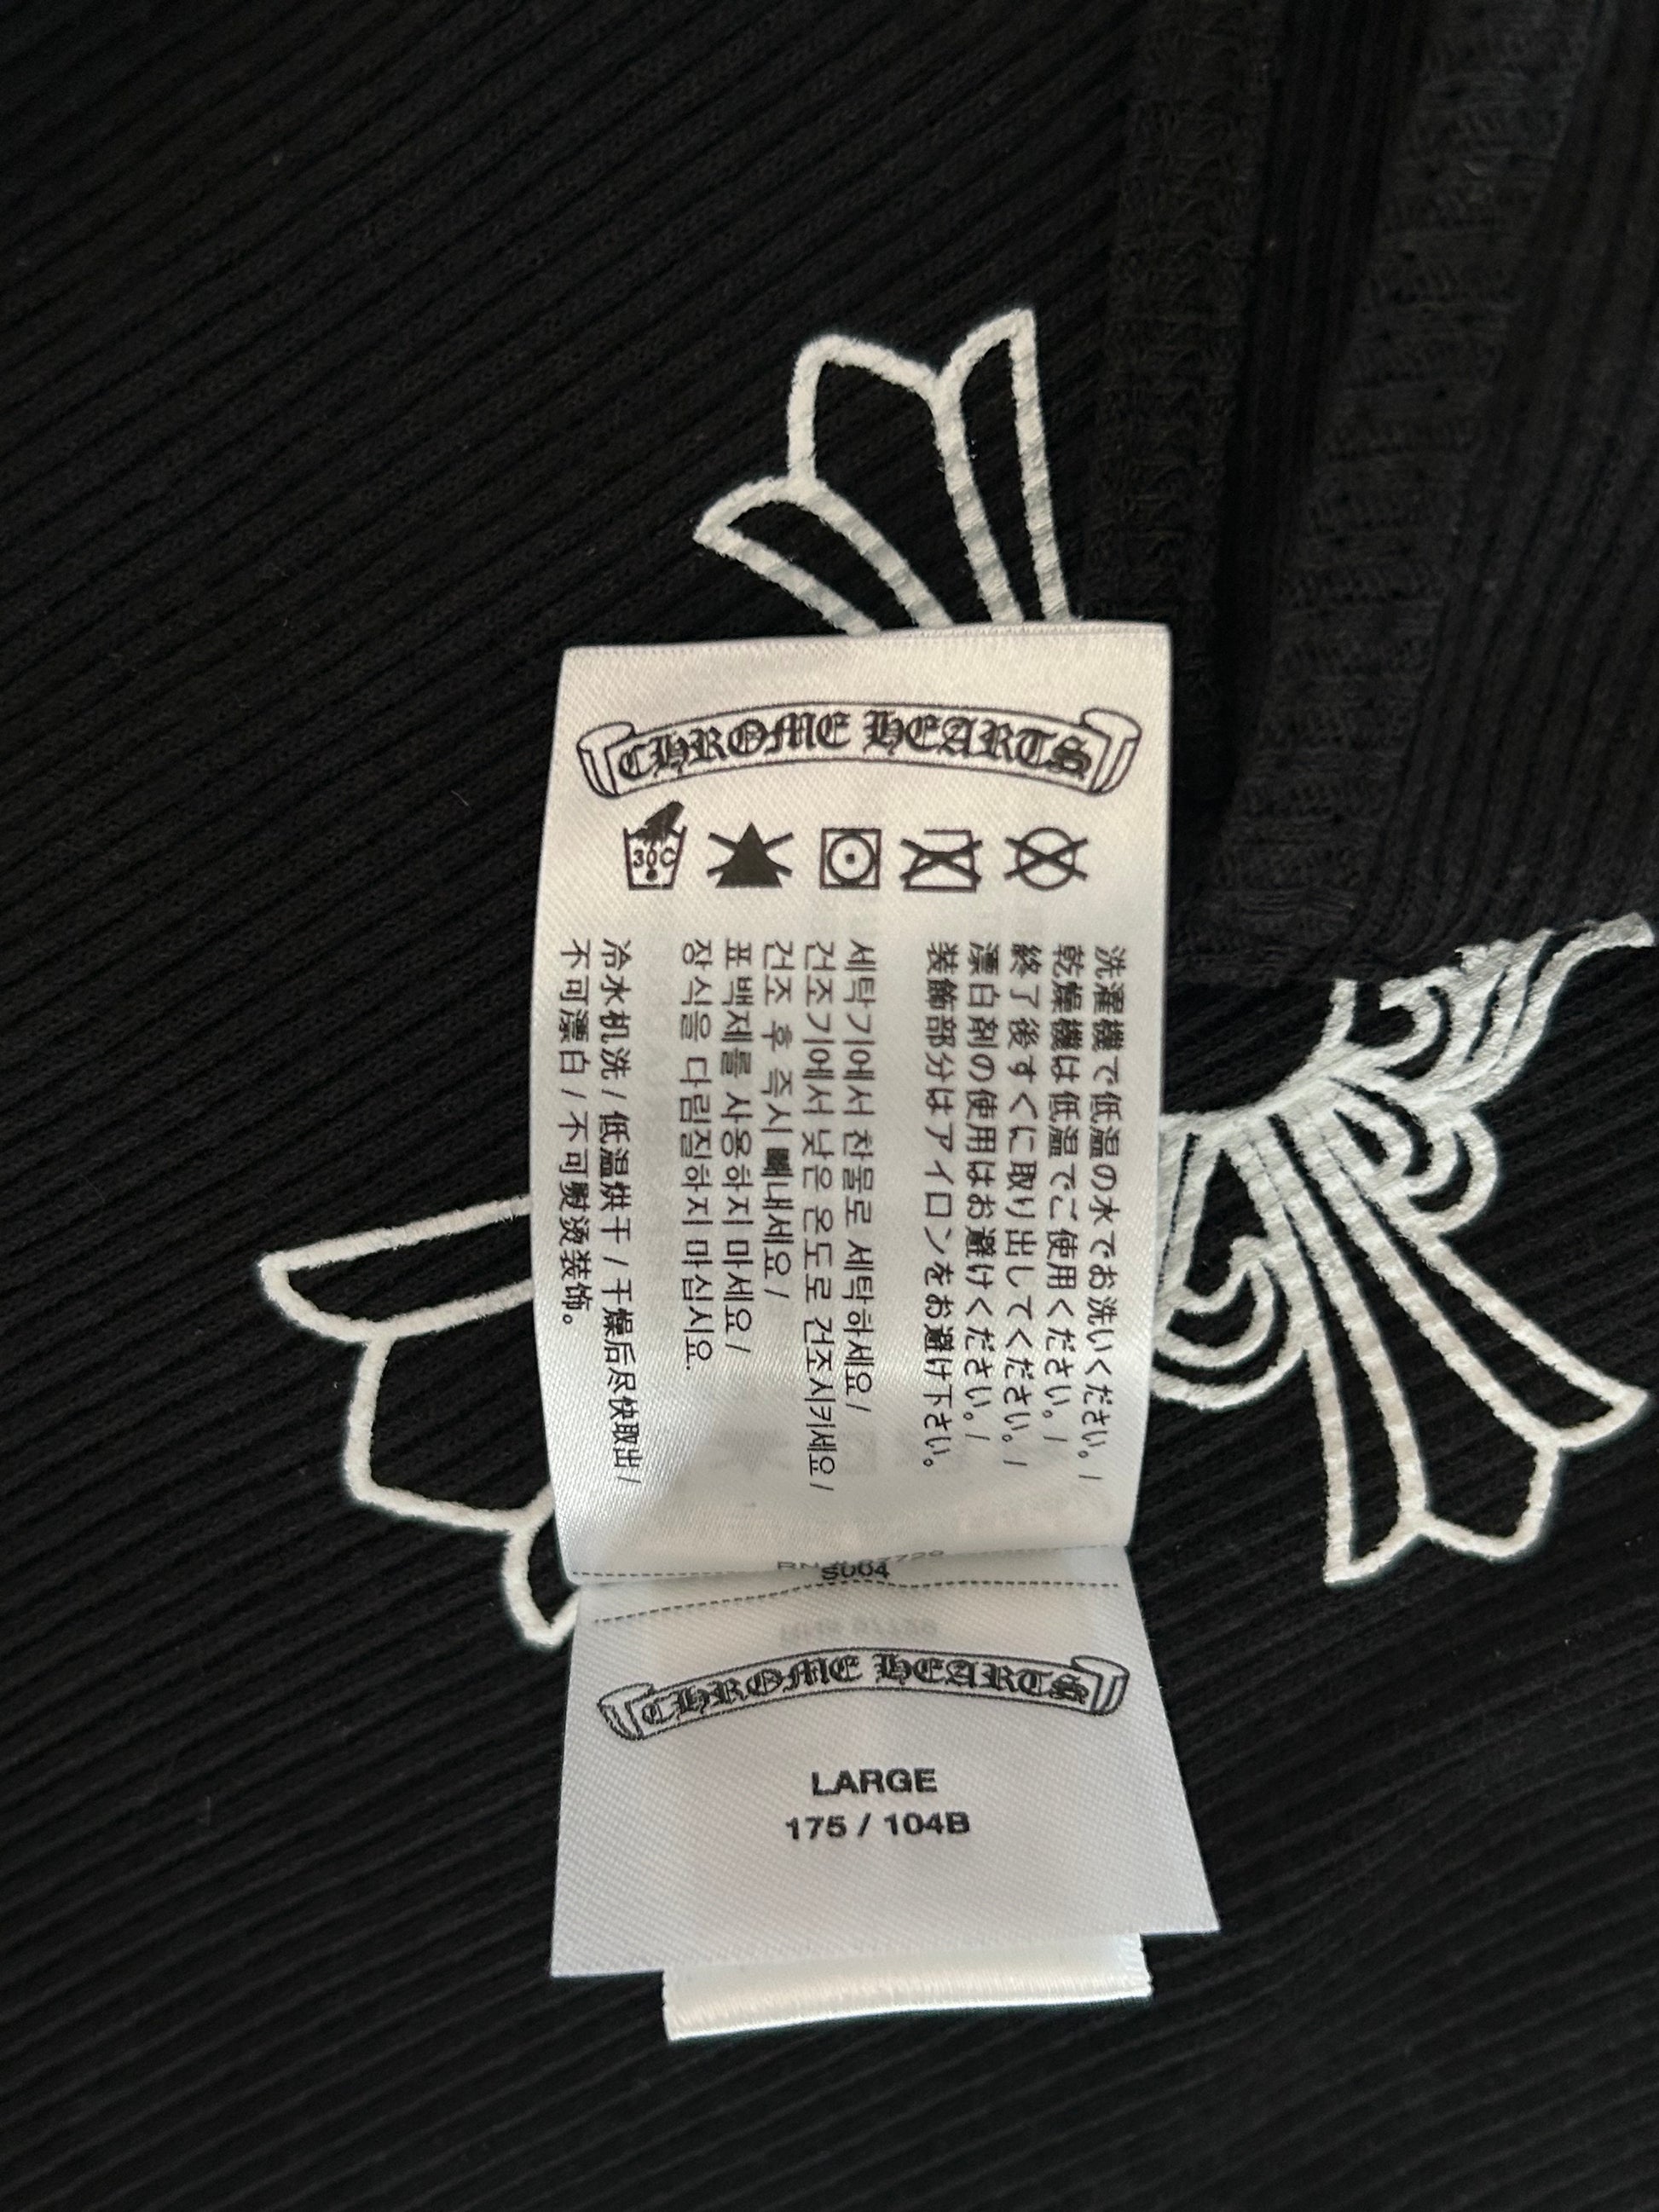 CHROME HEARTS
30C
洗濯機で低温の水でお洗いください。/
乾燥機は低温でご使用ください。/
終了後すぐに取り出してください。/
漂白剤の使用はお避けください。/
装飾部分はアイロンをお避け下さい。
세탁기에서 찬물로 세탁하세요/
건조기에서 낮은 온도로 건조시키세요/
건조 후 즉시 빼내세요/
표백제를 사용하지 마세요/
장식을 다림질하지 마십시요.
冷水机洗 / 低温烘干 / 干燥后尽快取出/
不可漂白 / 不可熨烫装饰。
S004
CHROME HEARTS
LARGE
175 / 104B